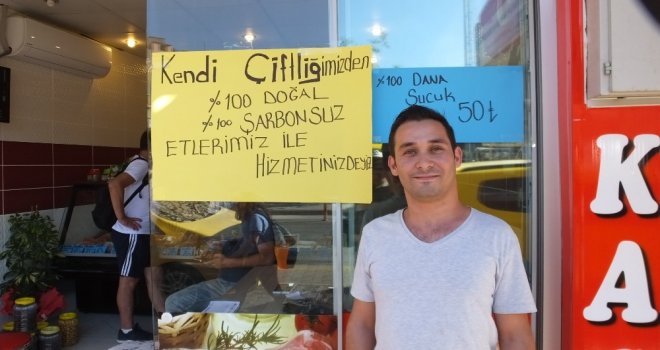 Kendi Çiftliğimizden
%100 DOĞAL
%100 ŞARBONSUZ
ETLERİMİZ İLE
HİZMETİNİZDEYİZ
%100 DANA
Sucuk
50₺
K
A